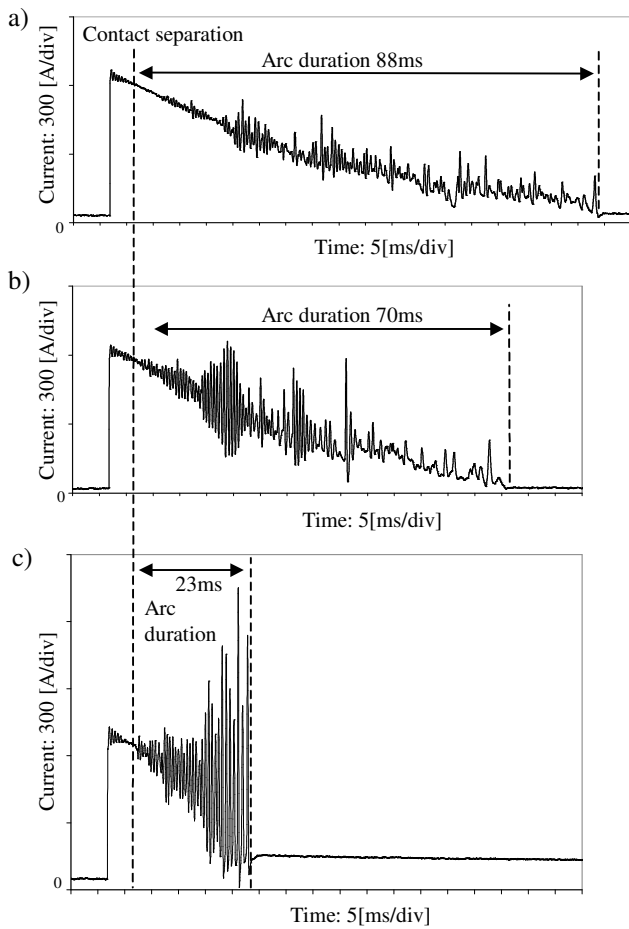 a)
Contact separation
Arc duration 88ms
Current: 300 [A/div]
0
Time: 5[ms/div]
b)
Arc duration 70ms
Current: 300 [A/div]
0
Time: 5[ms/div]
c)
23ms
Arc
duration
Current: 300 [A/div]
0
Time: 5[ms/div]